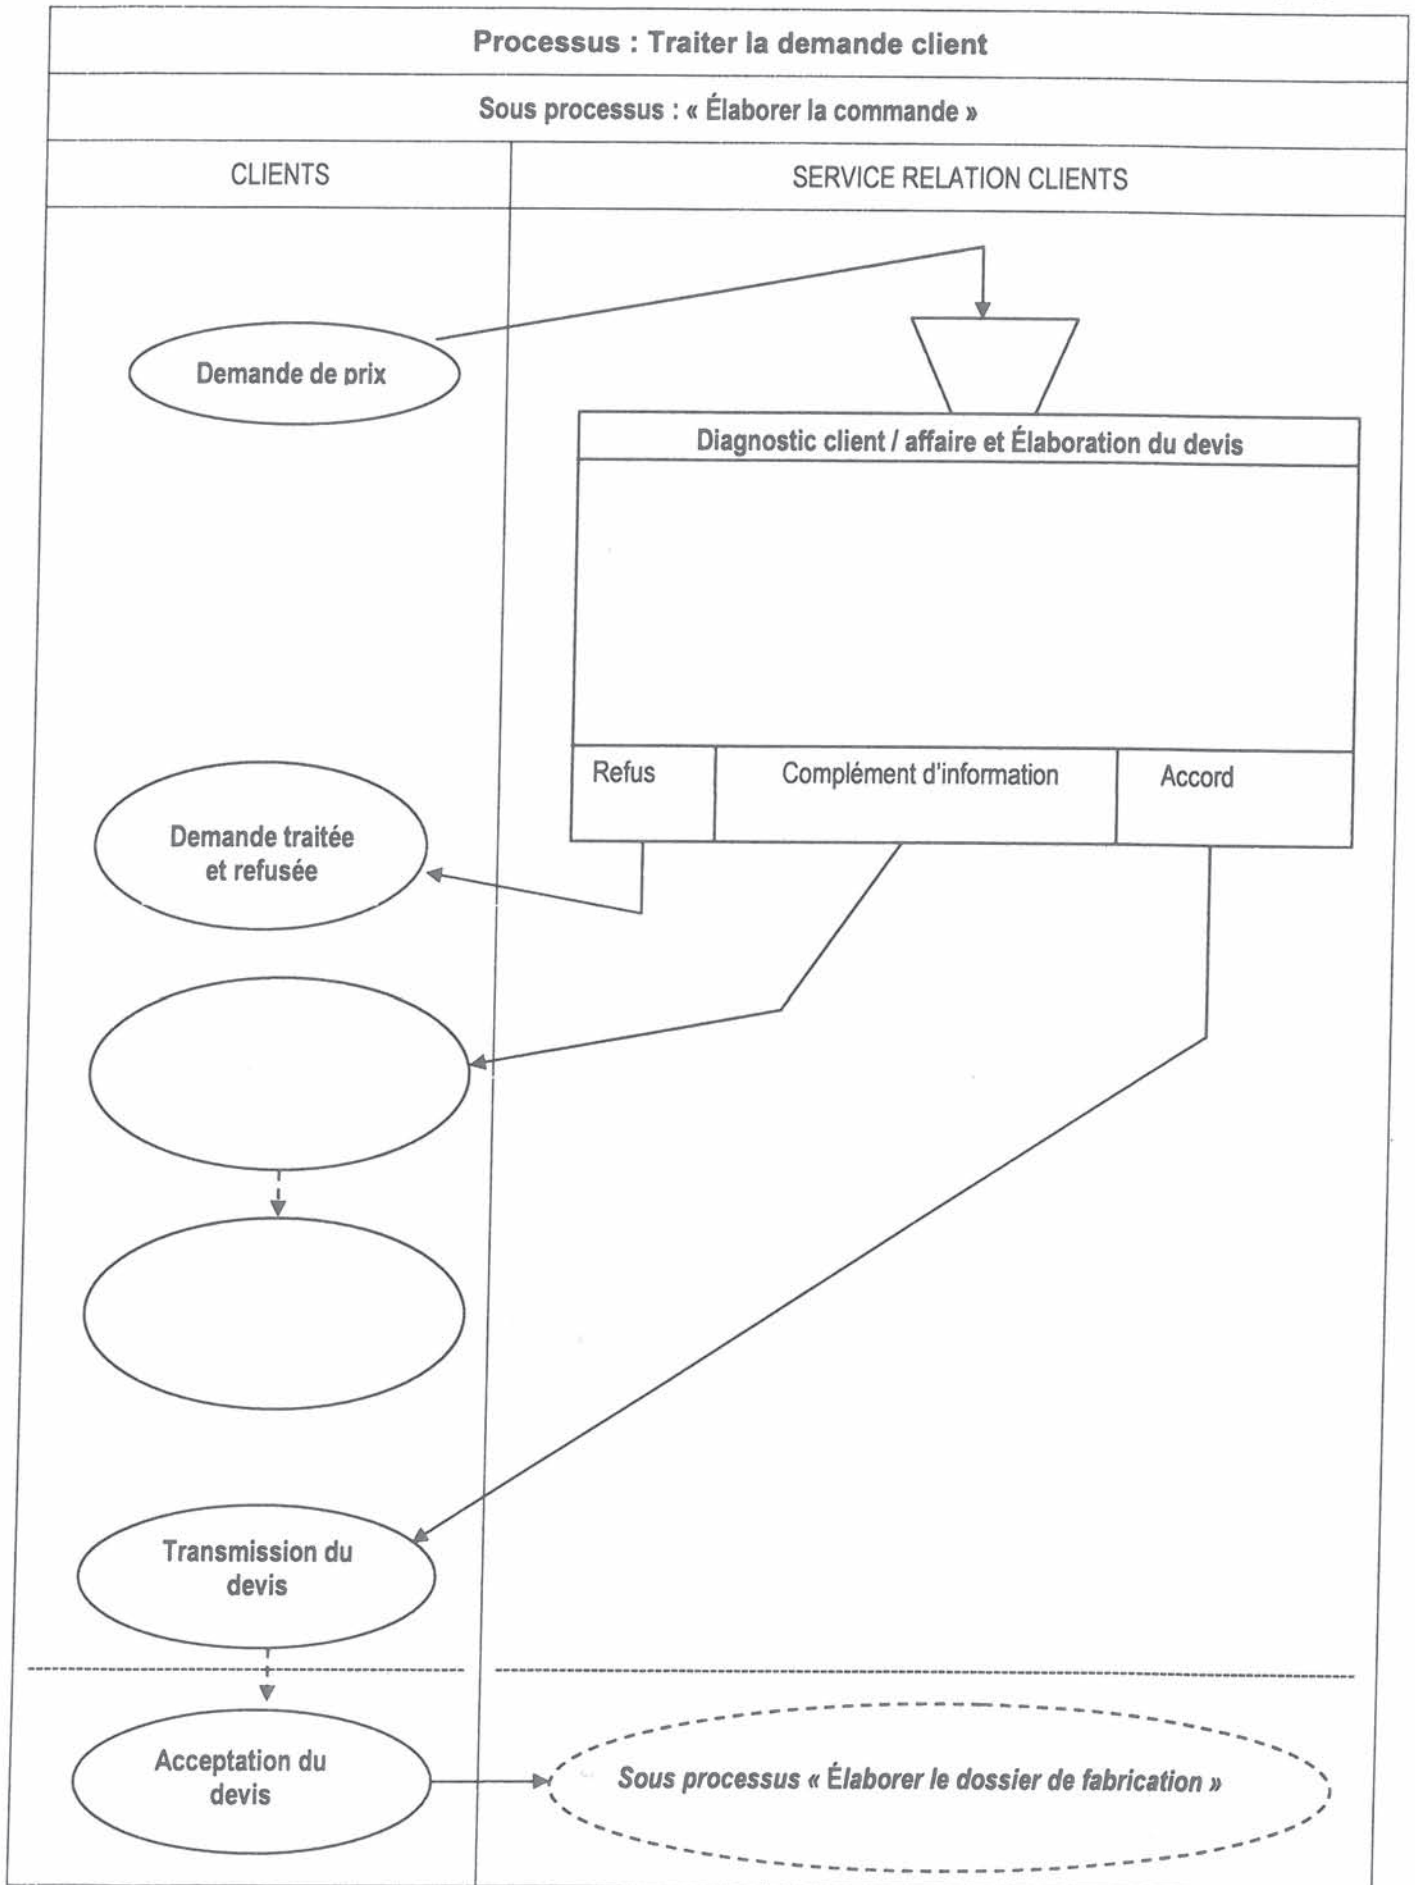 Processus : Traiter la demande client
Sous processus : « Élaborer la commande »
CLIENTS
SERVICE RELATION CLIENTS
Demande de prix
Diagnostic client / affaire et Élaboration du devis
Refus
Complément d'information
Accord
Demande traitée
et refusée
Transmission du
devis
Acceptation du
devis
Sous processus « Élaborer le dossier de fabrication »